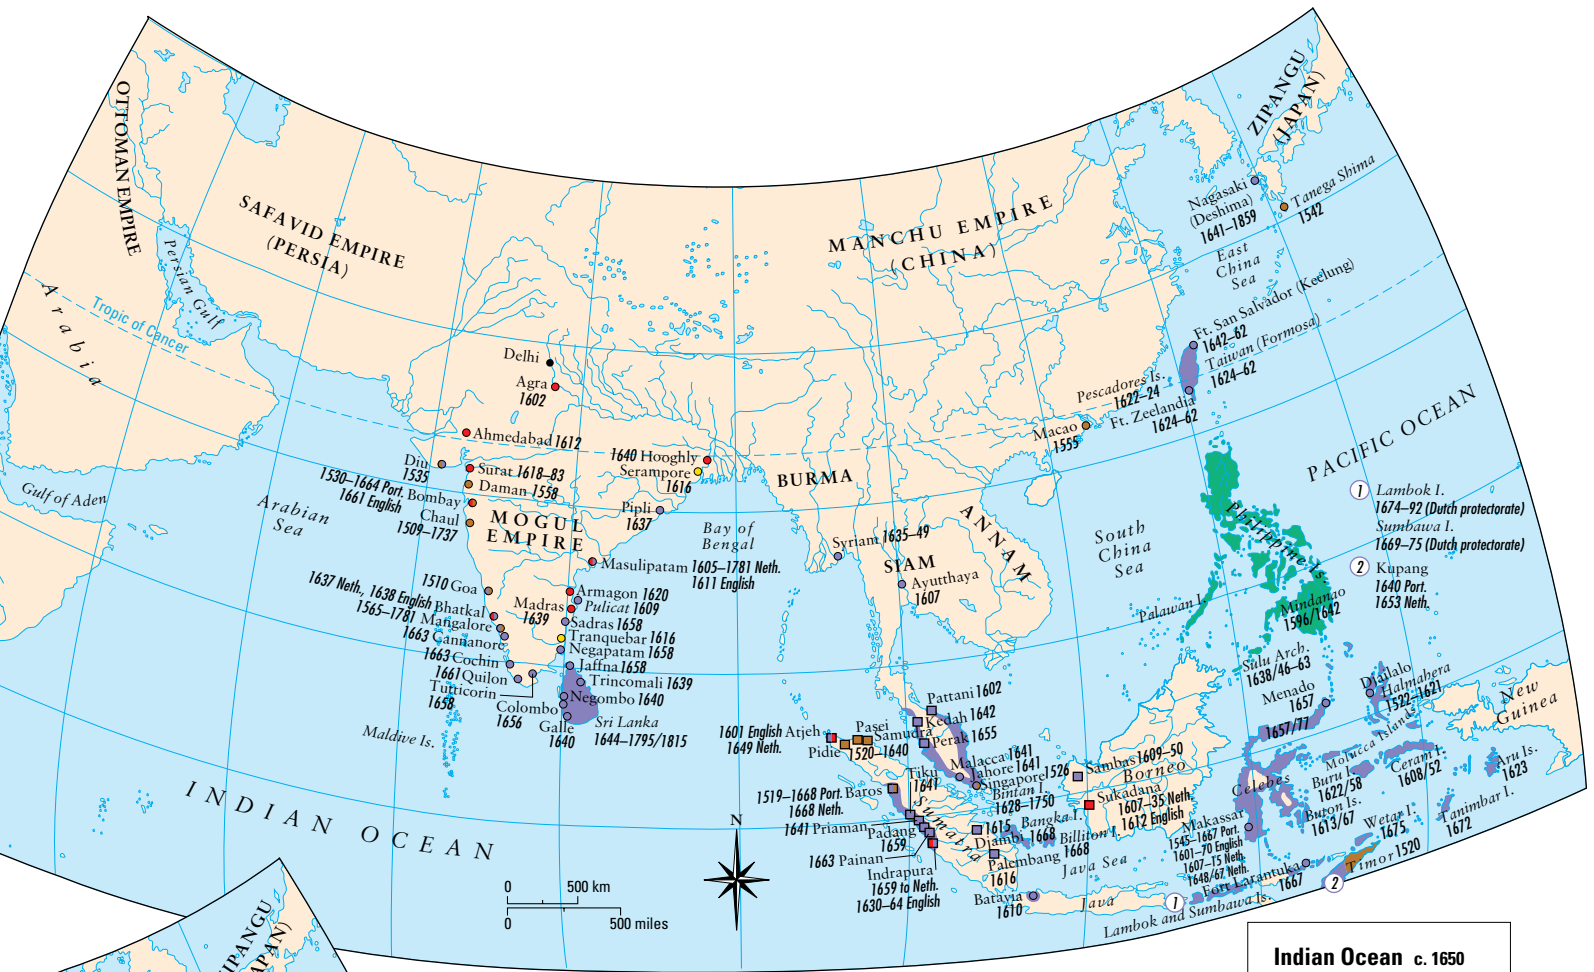 OTTOMAN EMPIRE
SAFAVID EMPIRE
(PERSIA)
Persian Gulf
Arabia
Tropic of Cancer
MANCHU EMPIRE
(CHINA)
ZIPANGU
(JAPAN)
Nagasaki
(Deshima)
1641–1859
Tanega Shima
1542
East
China
Sea
Ft. San Salvador (Keelung)
1642–62
Taiwan (Formosa)
1624–62
Pescadores Is.
1622–24
Ft. Zeelandia
1624–62
Macao
1555
PACIFIC OCEAN
Delhi
Agra
1602
Ahmedabad 1612
Diu
1535
Surat 1618–83
Daman 1558
1530–1664 Port. Bombay
1661 English
Chaul
1509–1737
1640 Hooghly
Serampore
1616
Pipli
1637
MOGUL
EMPIRE
BURMA
Gulf of Aden
Arabian
Sea
Bay of
Bengal
Syriam 1635–49
SIAM
ANNAM
Ayutthaya
1607
South
China
Sea
Philippine Is.
Palawan I.
Mindanao
1596/1642
1 Lambok I.
1674–92 (Dutch protectorate)
Sumbawa I.
1669–75 (Dutch protectorate)
2 Kupang
1640 Port.
1653 Neth.
Masulipatam 1605–1781 Neth.
1611 English
1510 Goa
1637 Neth., 1638 English Bhatkal
1565–1781 Mangalore
1663 Cannanore
1663 Cochin
1661 Quilon
Tutticorin
1658
Armagon 1620
Madras
1639
Pulicat 1609
Sadras 1658
Tranquebar 1616
Negapatam 1658
Jaffna 1658
Trincomali 1639
Negombo 1640
Colombo
1656
Galle
1640
Sri Lanka
1644–1795/1815
Maldive Is.
INDIAN OCEAN
Pattani 1602
Kedah 1642
Perak 1655
1601 English Atjeh
1649 Neth.
Pasei
Samudra
Pidie
1520–1640
Malacca 1641
Jahore 1641
Singapore 1526
Bintan I.
1628–1750
Tiku
1641
1519–1668 Port. Baros
1668 Neth.
1641 Priaman
Padang
1659
1663 Painan
Indrapura
1659 to Neth.
1630–64 English
Sumatra
1615
Djambi
Bangka I.
1668
Billiton I.
1668
Palembang
1616
Java Sea
Batavia
1610
Java
Sambas 1609–50
Borneo
Sukadana
1607–35 Neth.
1612 English
Sulu Arch.
1638/46–63
Menado
1657
1657/77
Djailalo
Halmahera
1522–1621
Molucca Islands
Celebes
Buru I.
1622/58
Ceram I.
1608/52
Buton Is.
1613/67
New
Guinea
Aru Is.
1623
Tanimbar I.
1672
Wetar I.
1675
Makassar
1545–1667 Port.
1601–70 English
1607–15 Neth.
1648/67 Neth.
Fort Larantuka
1667
Timor 1520
2
1
Lambok and Sumbawa Is.
N
0 500 km
0 500 miles
ZIPANGU
(JAPAN)
Indian Ocean c. 1650